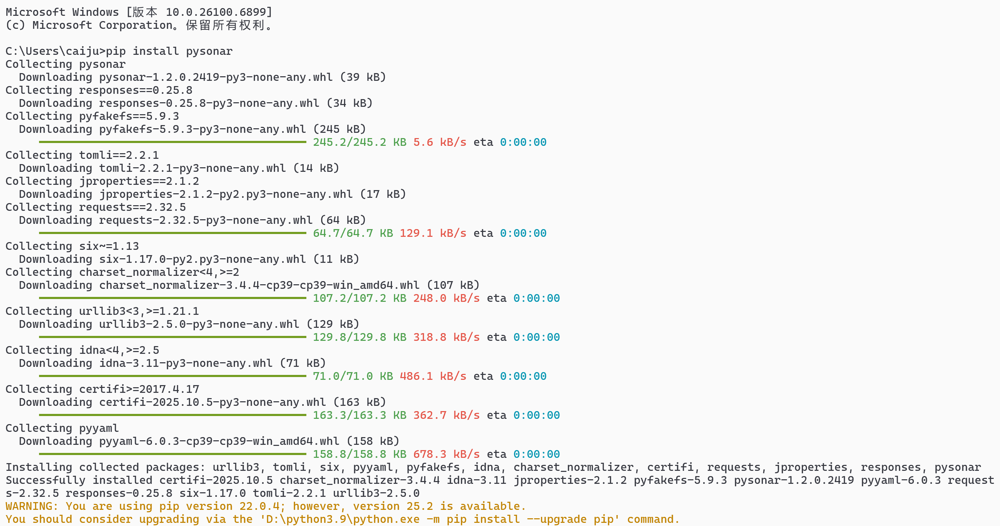 Microsoft Windows [版本 10.0.26100.6899]
(c) Microsoft Corporation。保留所有权利。
C:\Users\caiju>pip install pysonar
Collecting pysonar
  Downloading pysonar-1.2.0.2419-py3-none-any.whl (39 kB)
Collecting responses==0.25.8
  Downloading responses-0.25.8-py3-none-any.whl (34 kB)
Collecting pyfakefs==5.9.3
  Downloading pyfakefs-5.9.3-py3-none-any.whl (245 kB)
245.2/245.2 KB 5.6 kB/s eta 0:00:00
Collecting tomli==2.2.1
  Downloading tomli-2.2.1-py3-none-any.whl (14 kB)
Collecting jproperties==2.1.2
  Downloading jproperties-2.1.2-py2.py3-none-any.whl (17 kB)
Collecting requests==2.32.5
  Downloading requests-2.32.5-py3-none-any.whl (64 kB)
64.7/64.7 KB 129.1 kB/s eta 0:00:00
Collecting six~=1.13
  Downloading six-1.17.0-py2.py3-none-any.whl (11 kB)
Collecting charset_normalizer<4,>=2
  Downloading charset_normalizer-3.4.4-cp39-cp39-win_amd64.whl (107 kB)
107.2/107.2 KB 248.0 kB/s eta 0:00:00
Collecting urllib3<3,>=1.21.1
  Downloading urllib3-2.5.0-py3-none-any.whl (129 kB)
129.8/129.8 KB 318.8 kB/s eta 0:00:00
Collecting idna<4,>=2.5
  Downloading idna-3.11-py3-none-any.whl (71 kB)
71.0/71.0 KB 486.1 kB/s eta 0:00:00
Collecting certifi>=2017.4.17
  Downloading certifi-2025.10.5-py3-none-any.whl (163 kB)
163.3/163.3 KB 362.7 kB/s eta 0:00:00
Collecting pyyaml
  Downloading pyyaml-6.0.3-cp39-cp39-win_amd64.whl (158 kB)
158.8/158.8 KB 678.3 kB/s eta 0:00:00
Installing collected packages: urllib3, tomli, six, pyyaml, pyfakefs, idna, charset_normalizer, certifi, requests, jproperties, responses, pysonar
Successfully installed certifi-2025.10.5 charset_normalizer-3.4.4 idna-3.11 jproperties-2.1.2 pyfakefs-5.9.3 pysonar-1.2.0.2419 pyyaml-6.0.3 request
s-2.32.5 responses-0.25.8 six-1.17.0 tomli-2.2.1 urllib3-2.5.0
WARNING: You are using pip version 22.0.4; however, version 25.2 is available.
You should consider upgrading via the 'D:\python3.9\python.exe -m pip install --upgrade pip' command.